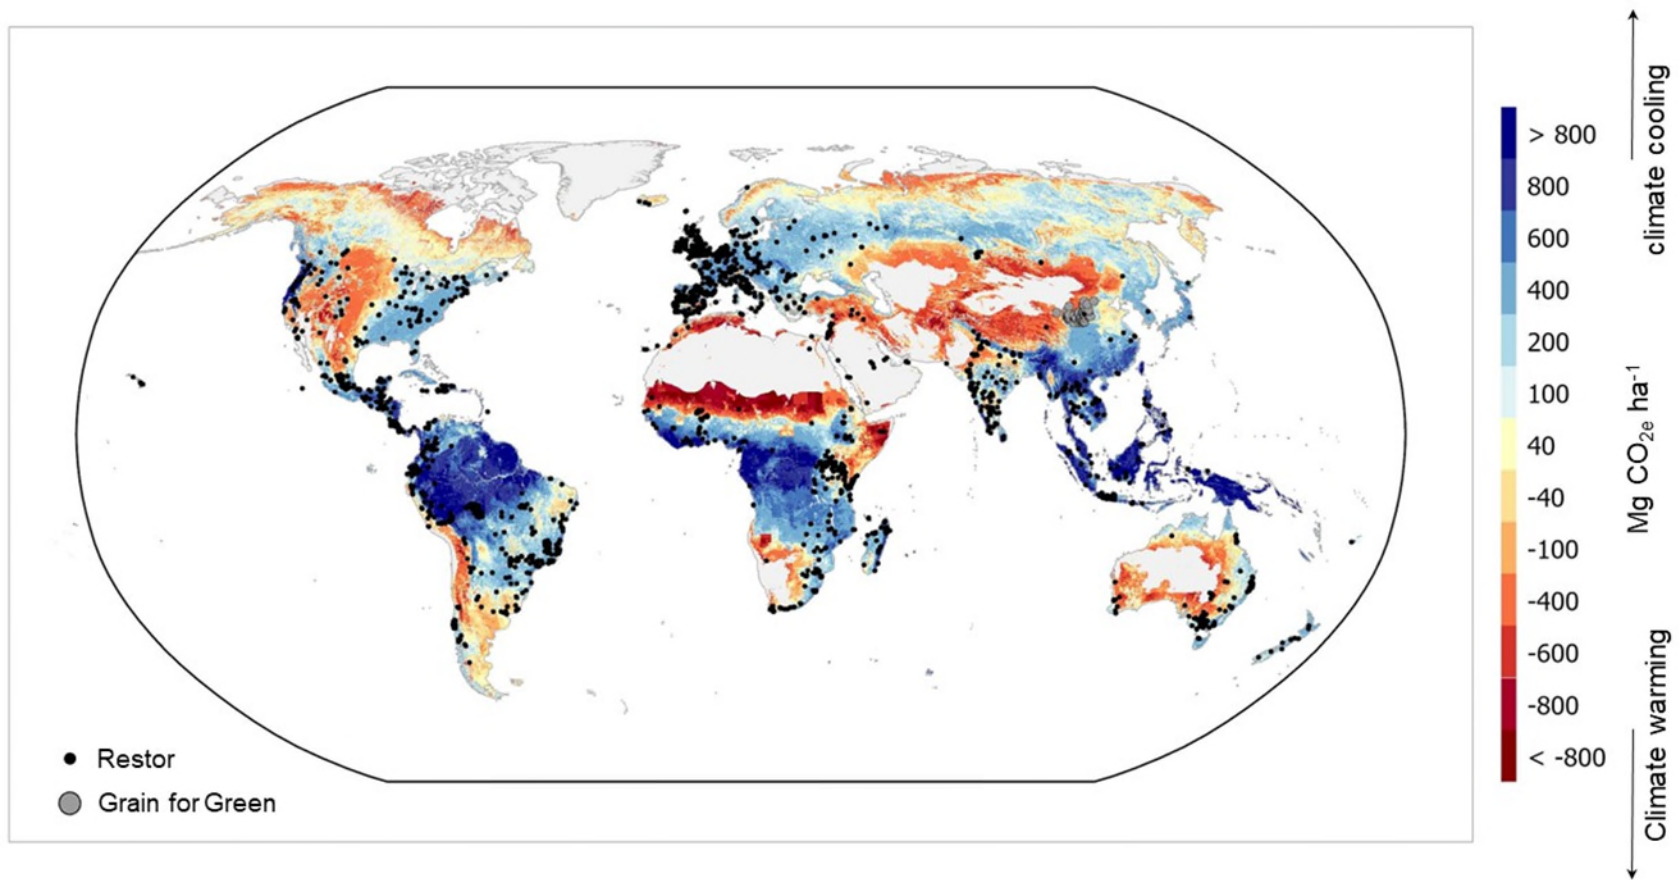 climate cooling
> 800
800
600
400
200
100
40
-40
-100
-400
-600
-800
< -800
Mg CO2e ha-1
Climate warming
Restor
Grain for Green